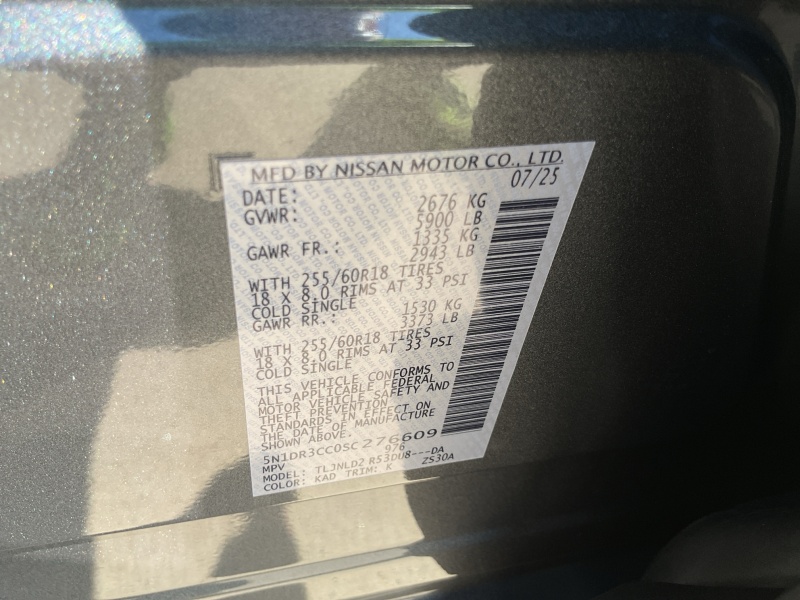 MFD BY NISSAN MOTOR CO., LTD.
DATE: 07/25
GVWR: 2676 KG
5900 LB
GAWR FR.: 1335 KG
2943 LB
WITH 255/60R18 TIRES
18 X 8.0 RIMS AT 33 PSI
COLD SINGLE
GAWR RR.: 1530 KG
3373 LB
WITH 255/60R18 TIRES
18 X 8.0 RIMS AT 33 PSI
COLD SINGLE
THIS VEHICLE CONFORMS TO
ALL APPLICABLE FEDERAL
MOTOR VEHICLE SAFETY AND
THEFT PREVENTION
STANDARDS IN EFFECT ON
THE DATE OF MANUFACTURE
SHOWN ABOVE.
5N1DR3CC0SC276609
MPV 976
MODEL: TLJNLD2 R53DU8---DA
COLOR: KAD TRIM: K ZS30A